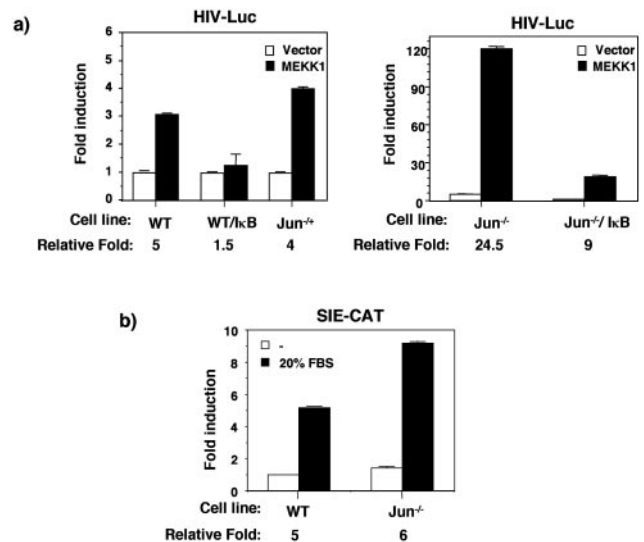 a)
HIV-Luc
Fold induction
6
5
4
3
2
1
0
Vector
MEKK1
Cell line: WT WT/IκB Jun-/+
Relative Fold: 5 1.5 4
HIV-Luc
Fold induction
120
90
60
30
0
Vector
MEKK1
Cell line: Jun-/- Jun-/-/ IκB
Relative Fold: 24.5 9
b)
SIE-CAT
Fold induction
10
8
6
4
2
0
-
20% FBS
Cell line: WT Jun-/-
Relative Fold: 5 6